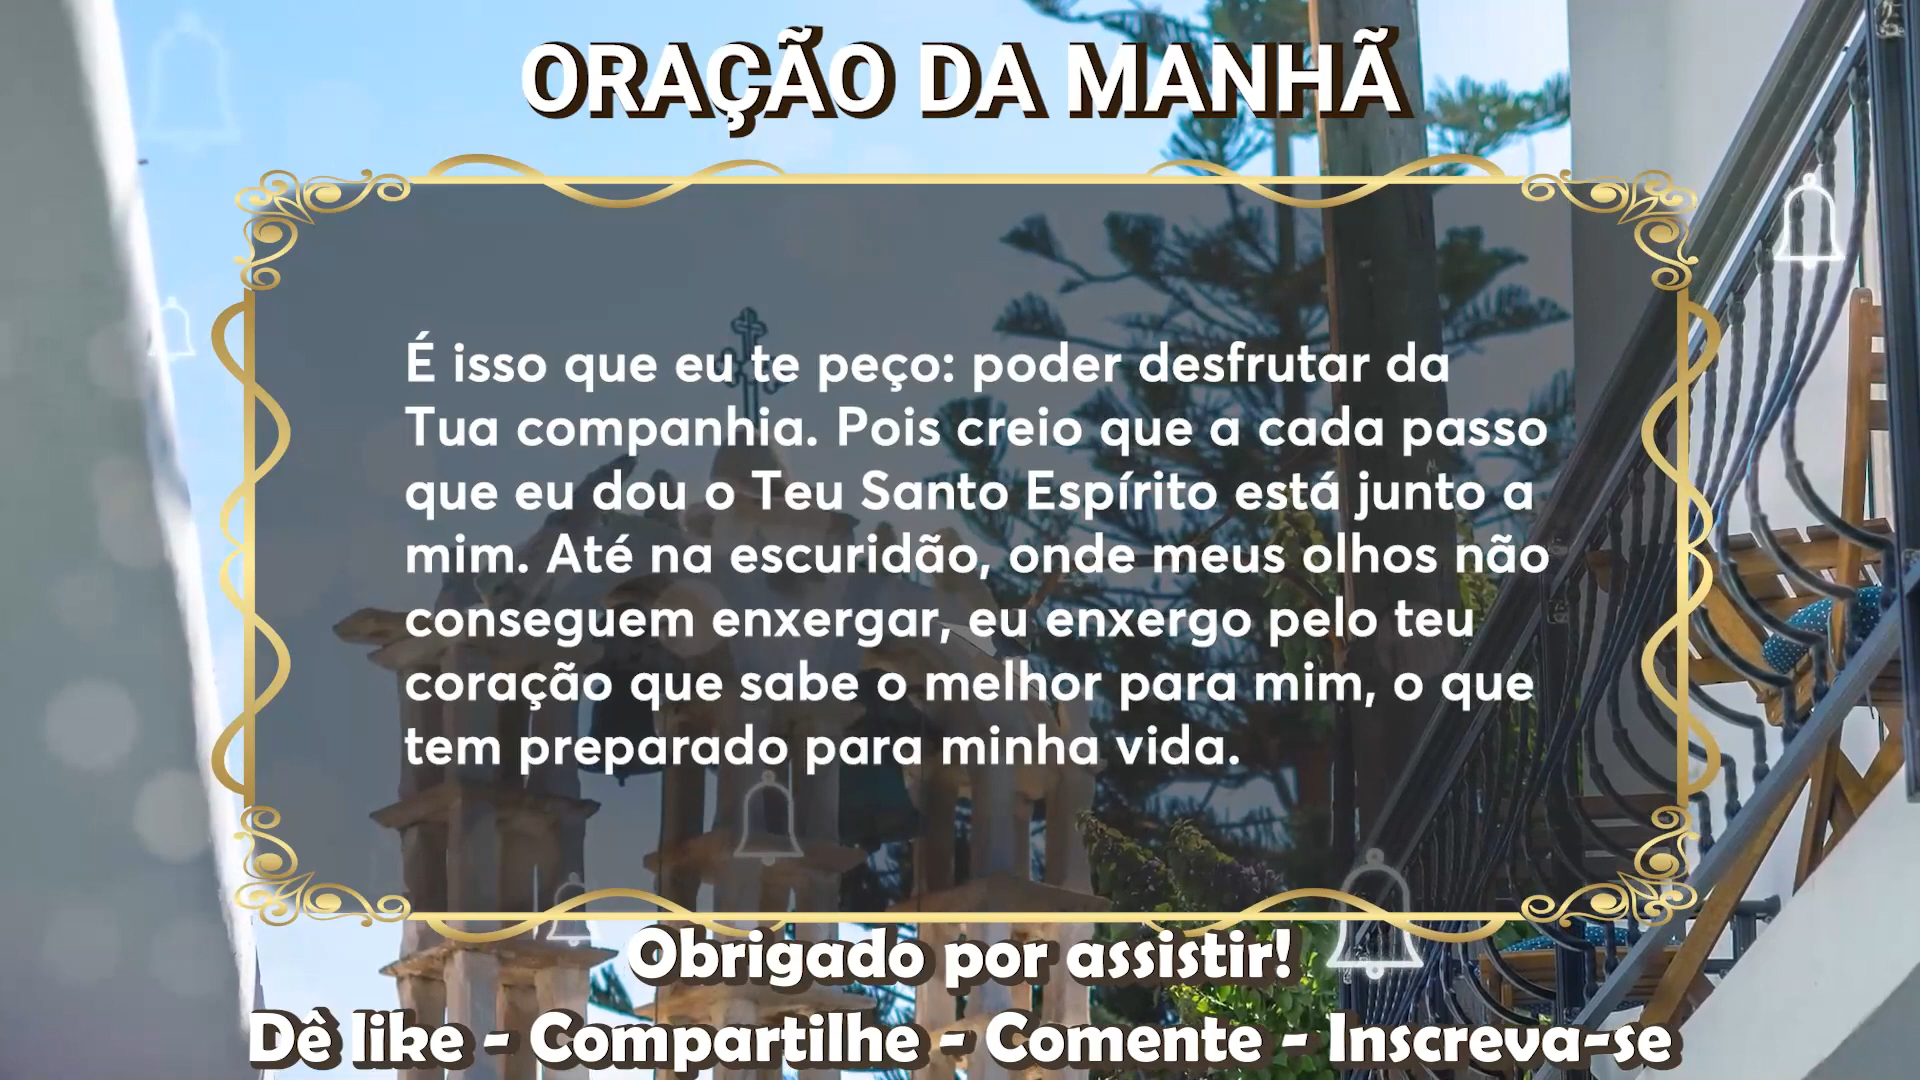 ORAÇÃO DA MANHÃ
É isso que eu te peço: poder desfrutar da
Tua companhia. Pois creio que a cada passo
que eu dou o Teu Santo Espírito está junto a
mim. Até na escuridão, onde meus olhos não
conseguem enxergar, eu enxergo pelo teu
coração que sabe o melhor para mim, o que
tem preparado para minha vida.
Obrigado por assistir!
Dê like - Compartilhe - Comente - Inscreva-se